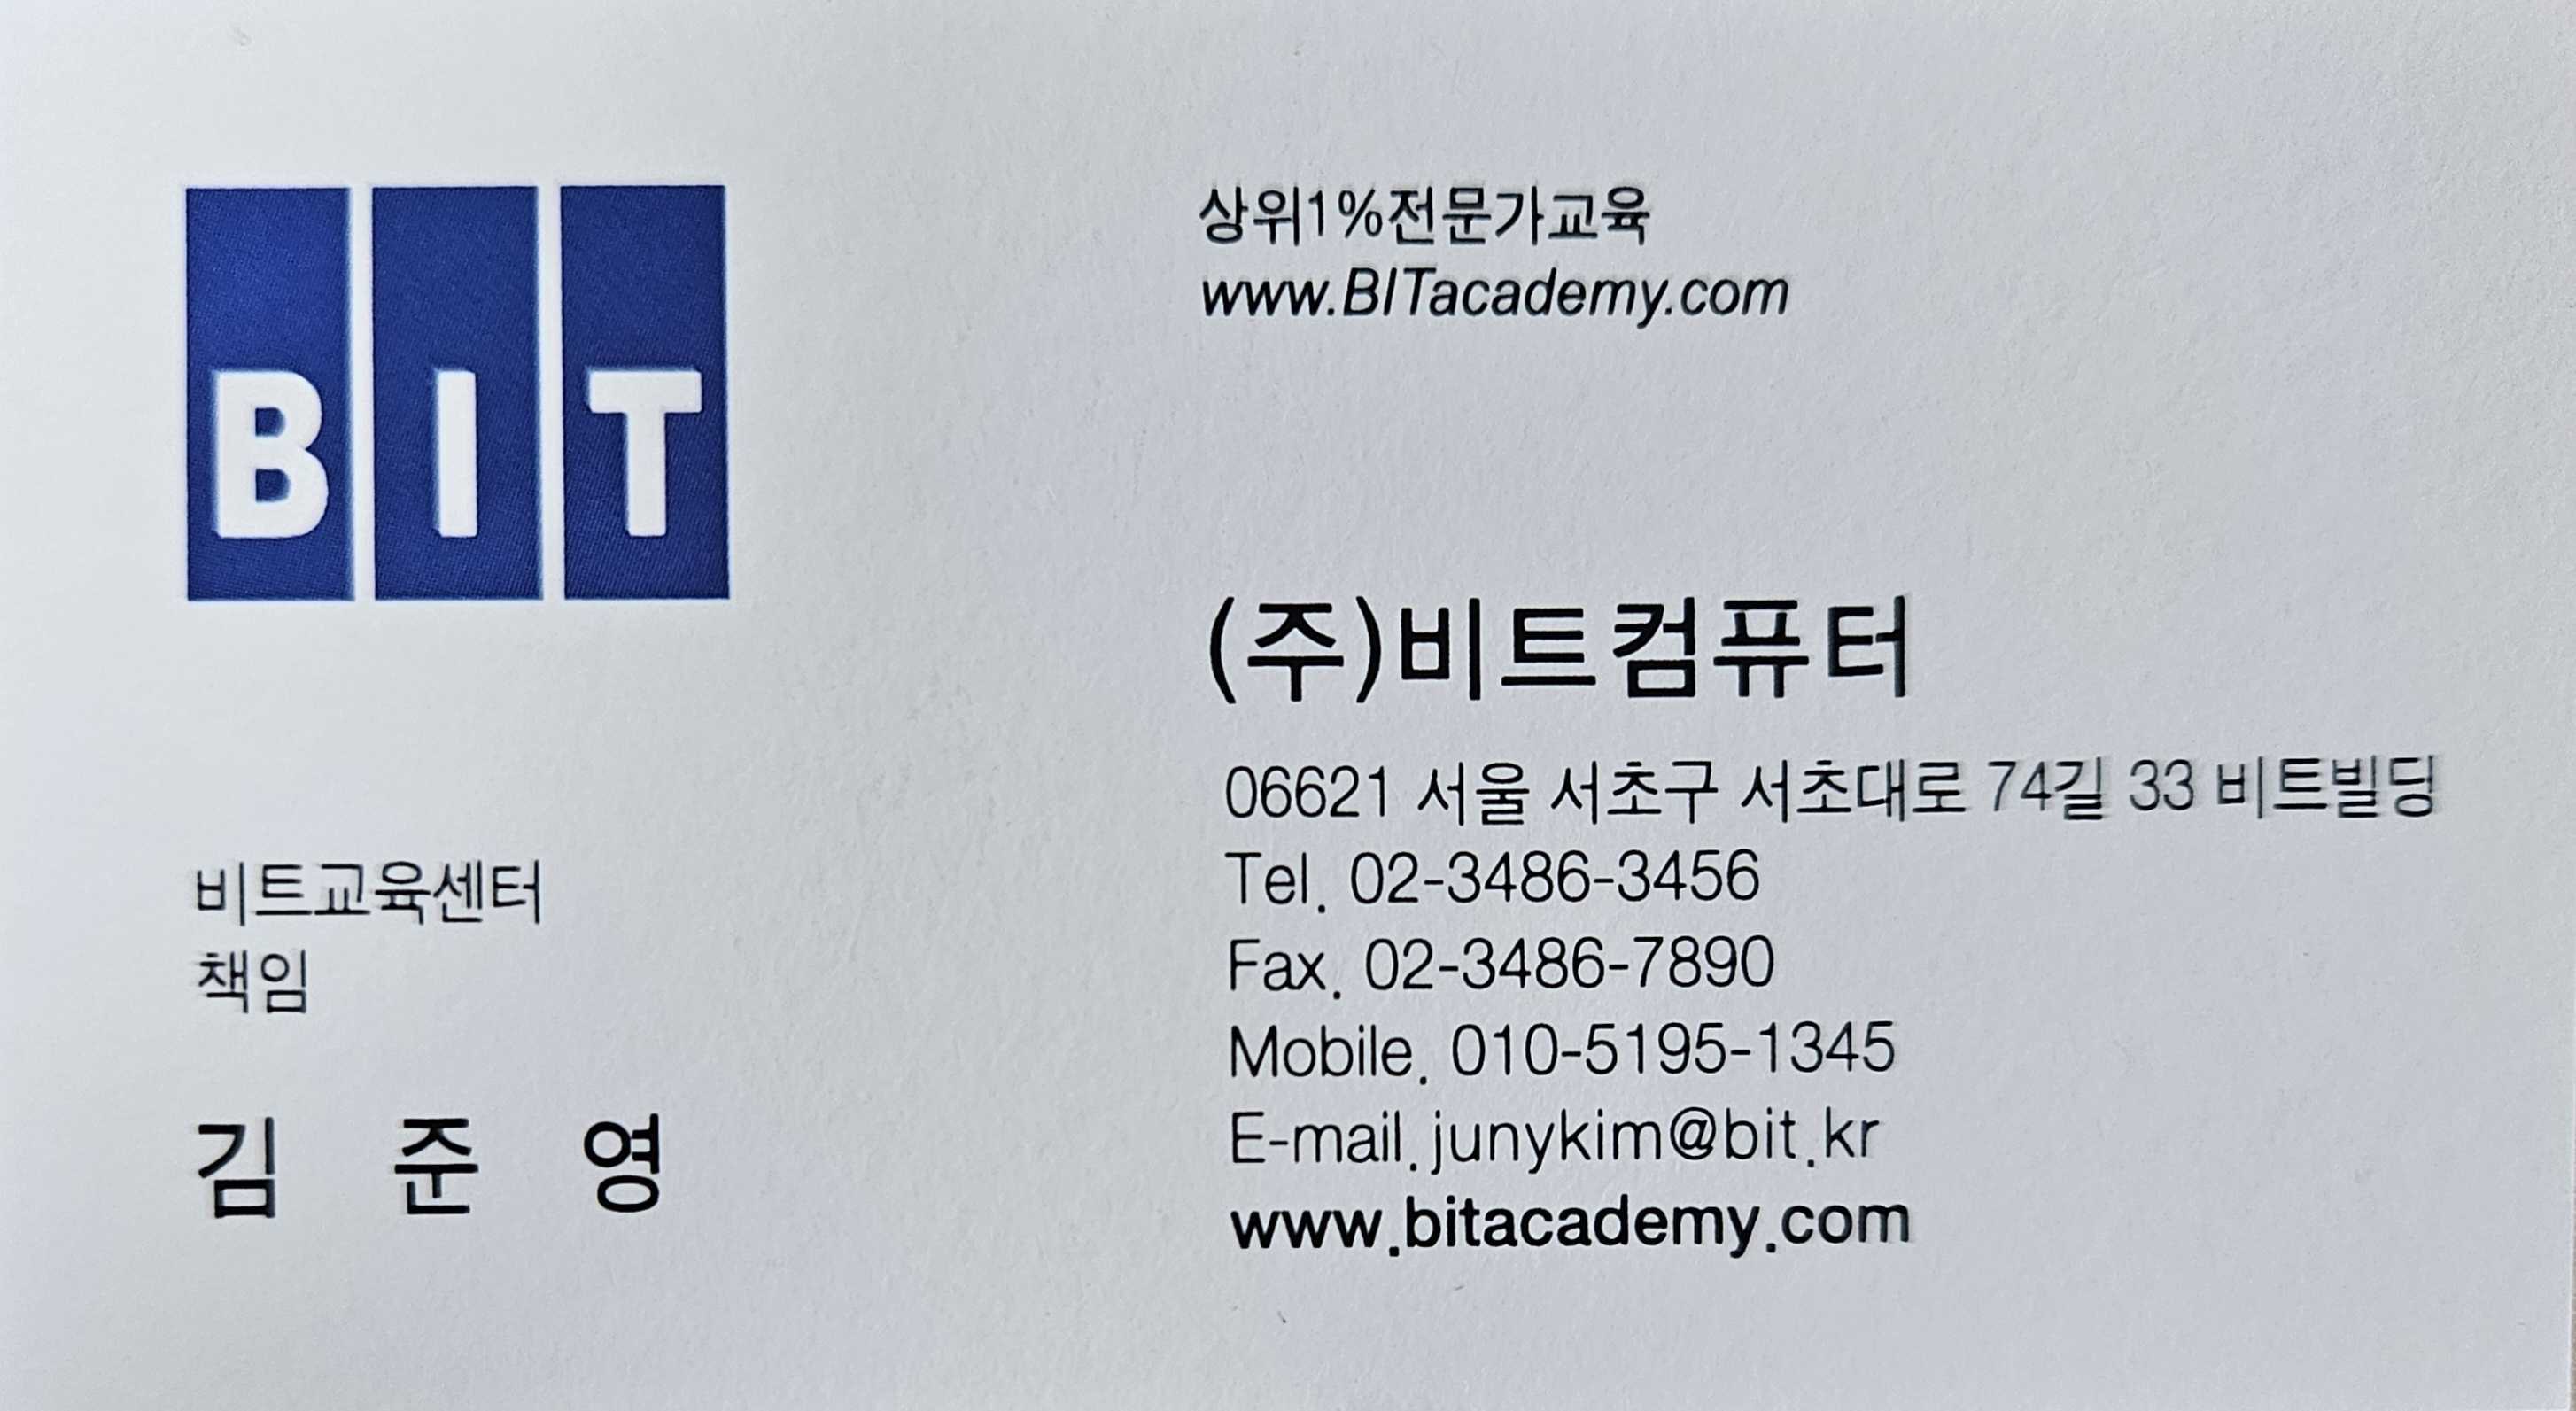 BIT
상위1%전문가교육
www.BITacademy.com
(주)비트컴퓨터
06621 서울 서초구 서초대로 74길 33 비트빌딩
Tel. 02-3486-3456
Fax. 02-3486-7890
Mobile. 010-5195-1345
E-mail.junykim@bit.kr
www.bitacademy.com
비트교육센터
책임
김 준 영